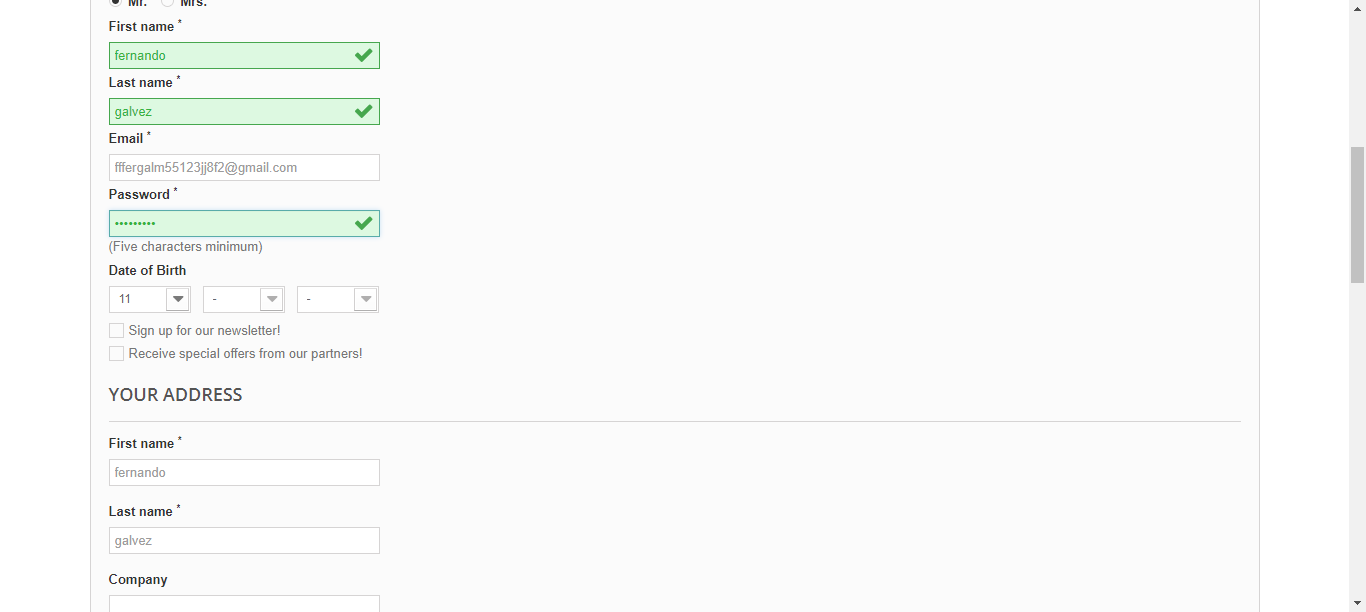 Mr. Mrs.
First name *
fernando
Last name *
galvez
Email *
fffergalm55123jj8f2@gmail.com
Password *
•••••••••
(Five characters minimum)
Date of Birth
11 - -
Sign up for our newsletter!
Receive special offers from our partners!
YOUR ADDRESS
First name *
fernando
Last name *
galvez
Company